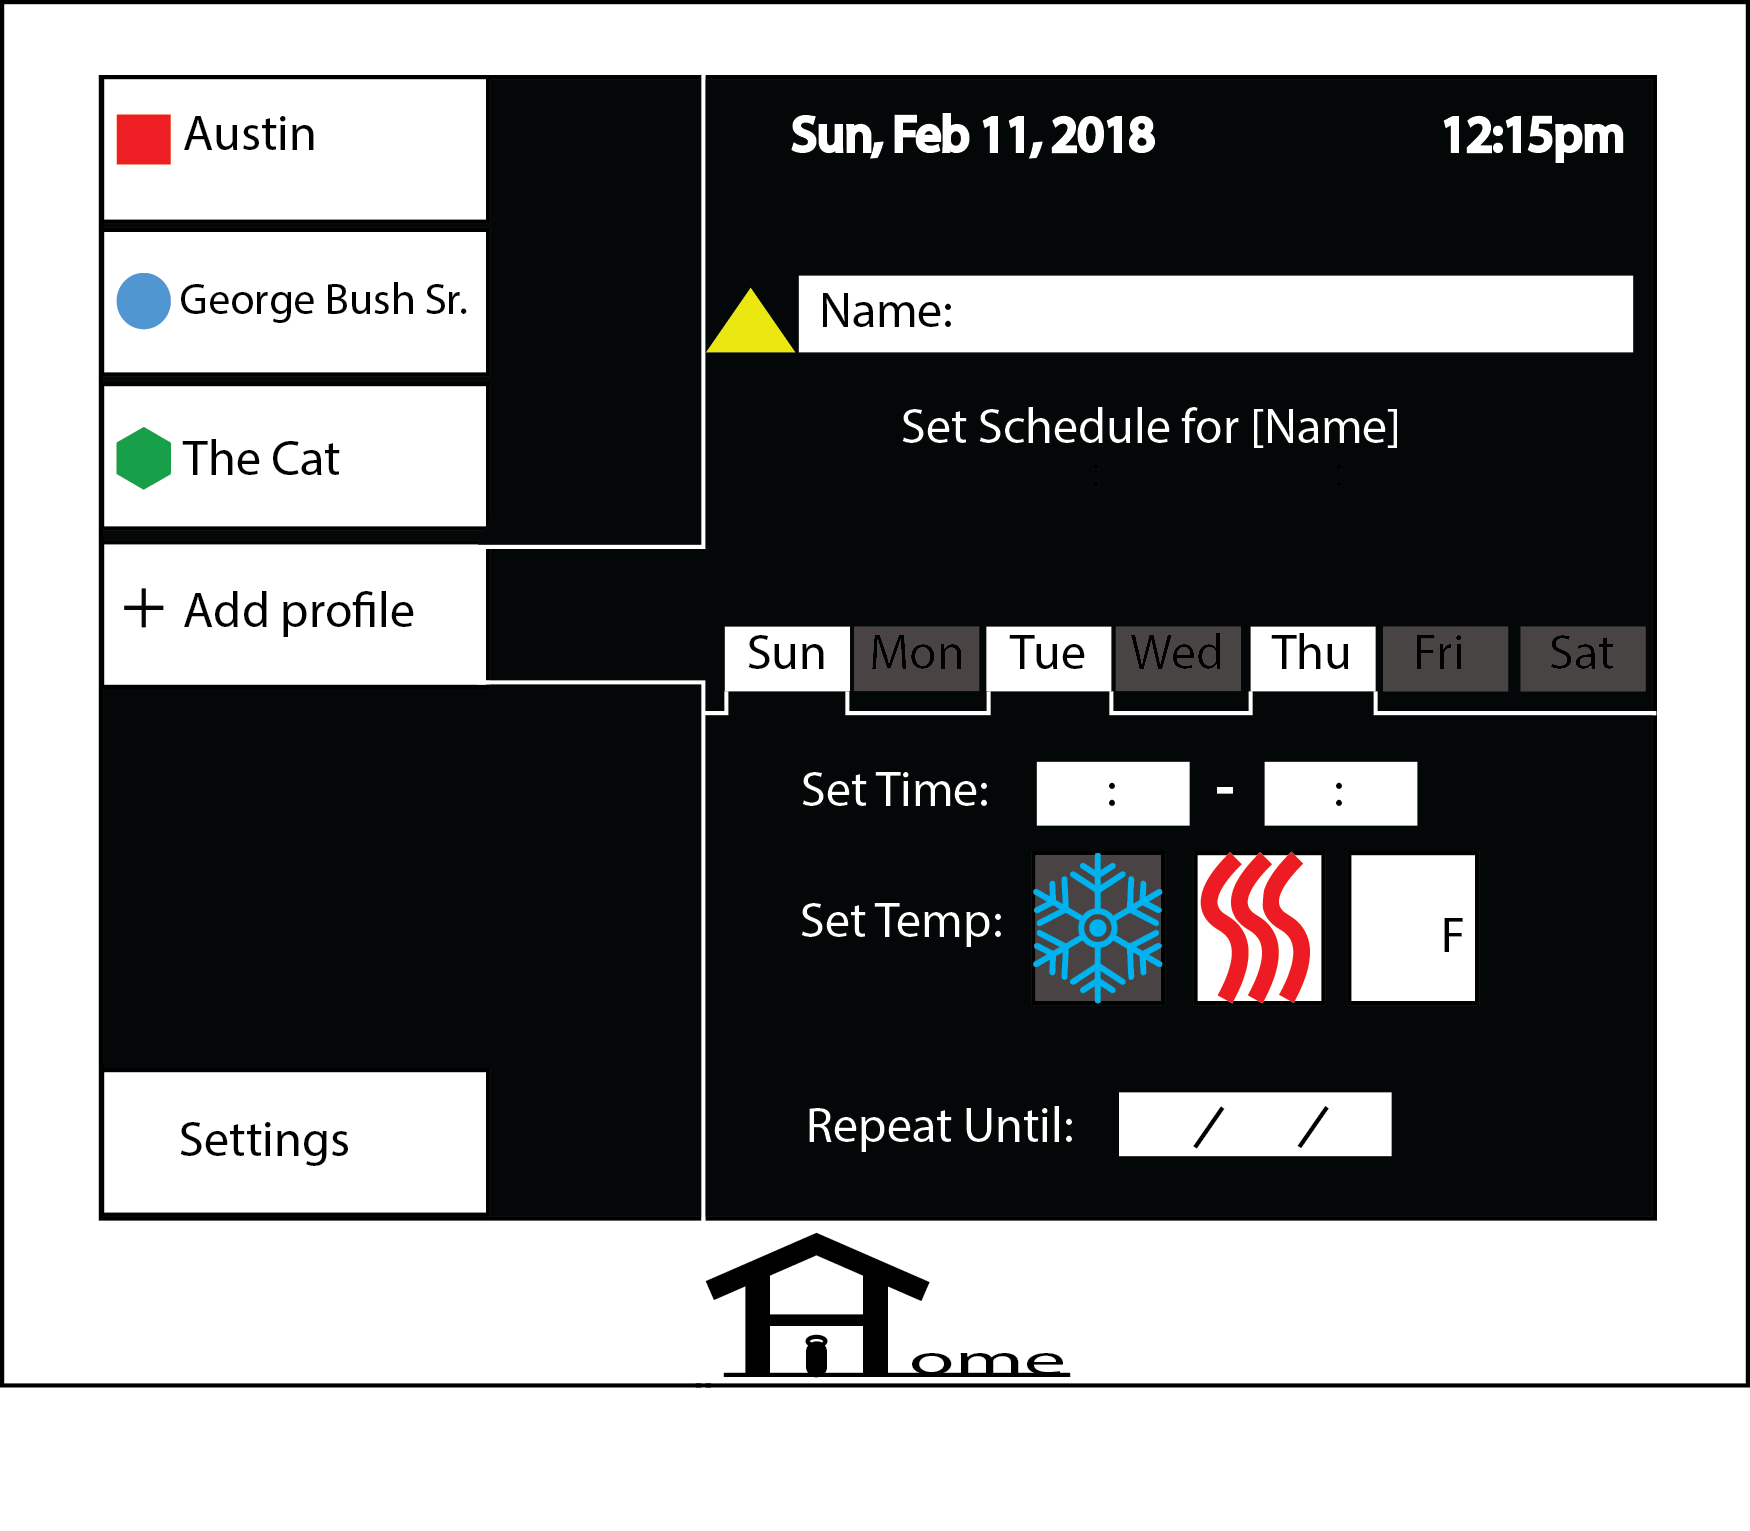 Austin
George Bush Sr.
The Cat
+ Add profile
Settings
Sun, Feb 11, 2018 12:15pm
Name:
Set Schedule for [Name]
Sun Mon Tue Wed Thu Fri Sat
Set Time: : - :
Set Temp: F
Repeat Until: / /
iHome